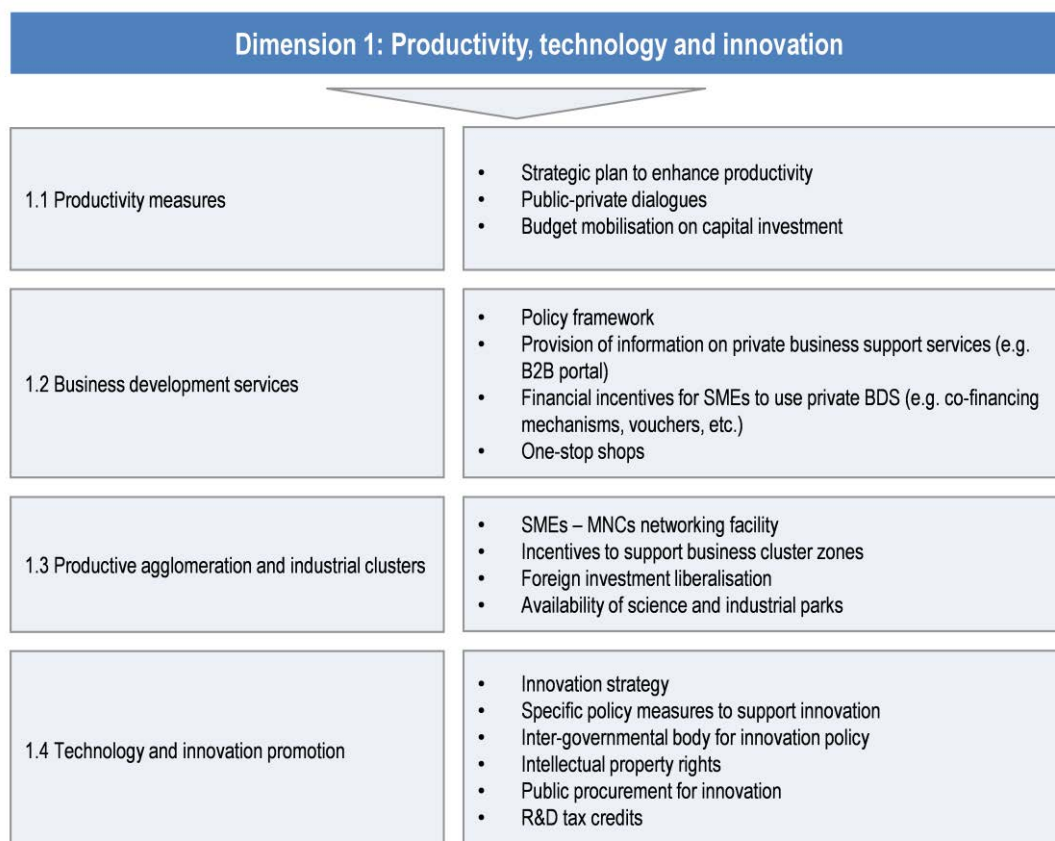 Dimension 1: Productivity, technology and innovation
1.1 Productivity measures
• Strategic plan to enhance productivity
• Public-private dialogues
• Budget mobilisation on capital investment
1.2 Business development services
• Policy framework
• Provision of information on private business support services (e.g.
B2B portal)
• Financial incentives for SMEs to use private BDS (e.g. co-financing
mechanisms, vouchers, etc.)
• One-stop shops
1.3 Productive agglomeration and industrial clusters
• SMEs – MNCs networking facility
• Incentives to support business cluster zones
• Foreign investment liberalisation
• Availability of science and industrial parks
1.4 Technology and innovation promotion
• Innovation strategy
• Specific policy measures to support innovation
• Inter-governmental body for innovation policy
• Intellectual property rights
• Public procurement for innovation
• R&D tax credits